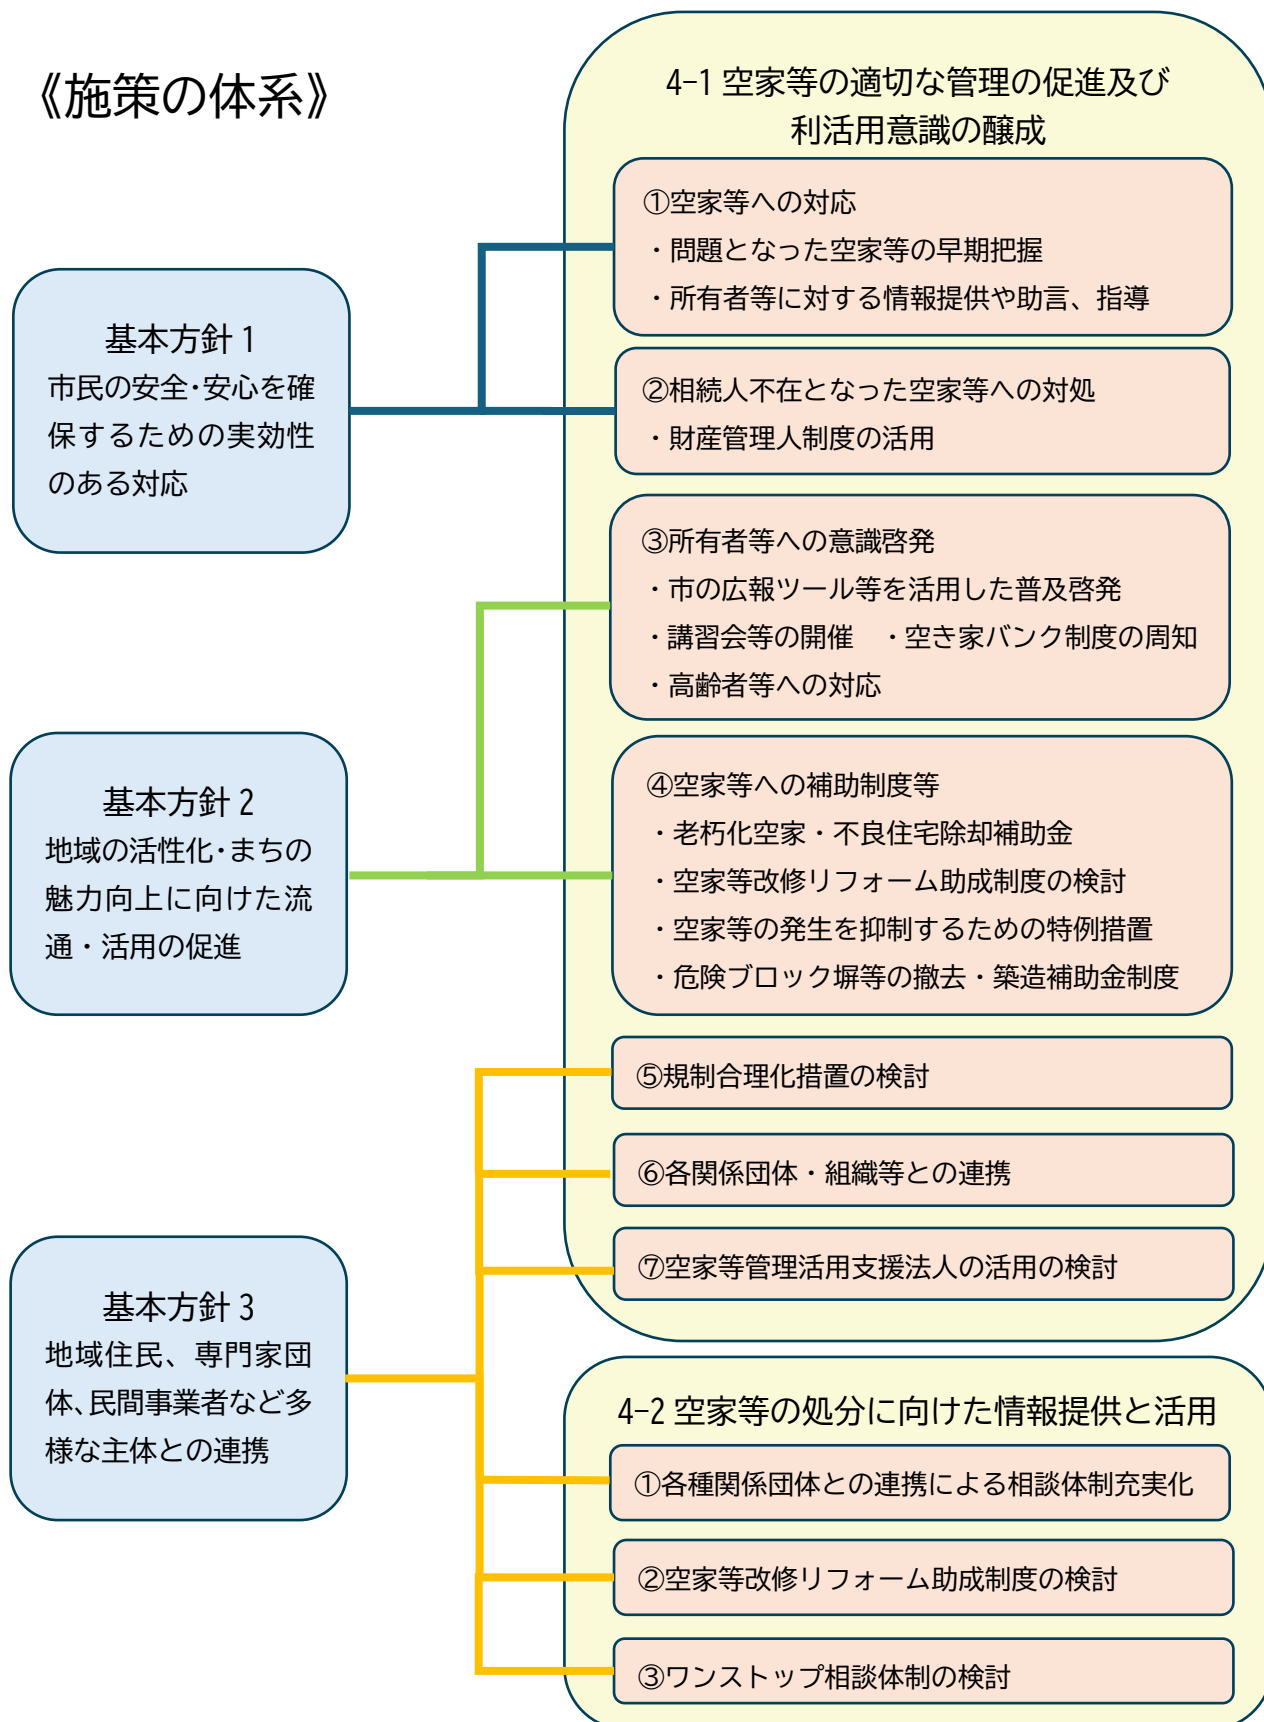 《施策の体系》
基本方針 1
市民の安全・安心を確
保するための実効性
のある対応
基本方針 2
地域の活性化・まちの
魅力向上に向けた流
通・活用の促進
基本方針 3
地域住民、専門家団
体、民間事業者など多
様な主体との連携
4-1 空家等の適切な管理の促進及び
利活用意識の醸成
①空家等への対応
・問題となった空家等の早期把握
・所有者等に対する情報提供や助言、指導
②相続人不在となった空家等への対処
・財産管理人制度の活用
③所有者等への意識啓発
・市の広報ツール等を活用した普及啓発
・講習会等の開催　・空き家バンク制度の周知
・高齢者等への対応
④空家等への補助制度等
・老朽化空家・不良住宅除却補助金
・空家等改修リフォーム助成制度の検討
・空家等の発生を抑制するための特例措置
・危険ブロック塀等の撤去・築造補助金制度
⑤規制合理化措置の検討
⑥各関係団体・組織等との連携
⑦空家等管理活用支援法人の活用の検討
4-2 空家等の処分に向けた情報提供と活用
①各種関係団体との連携による相談体制充実化
②空家等改修リフォーム助成制度の検討
③ワンストップ相談体制の検討